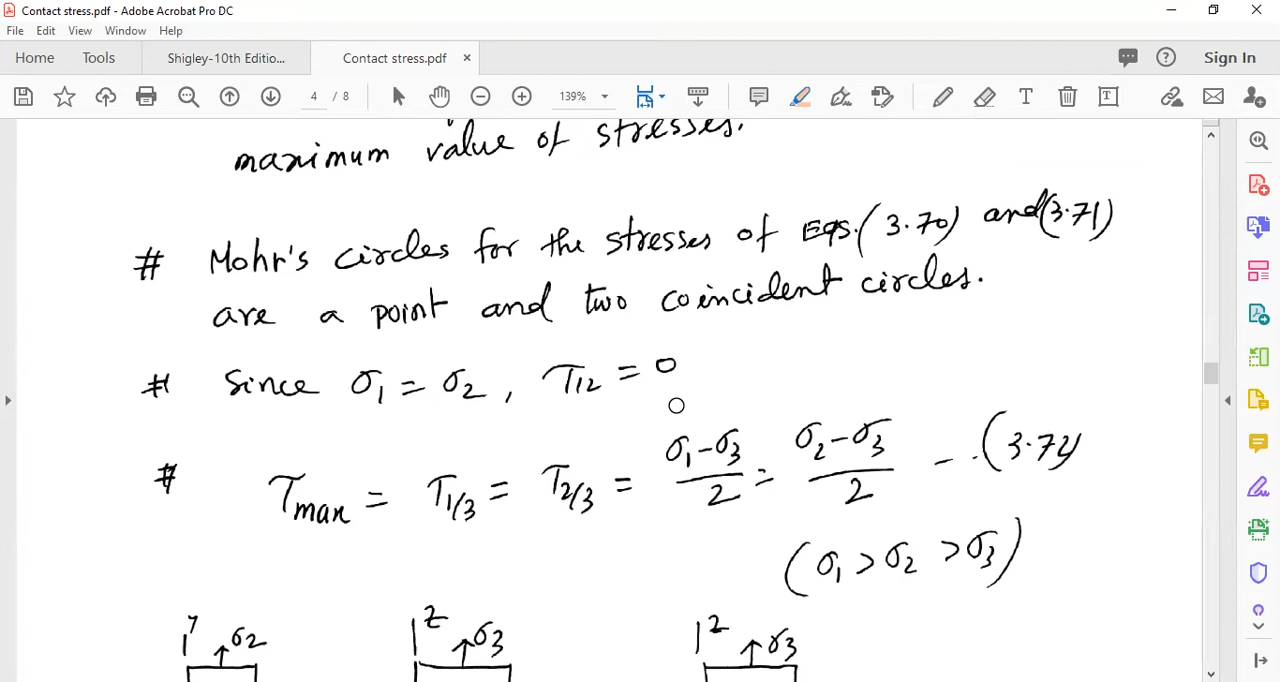 Contact stress.pdf - Adobe Acrobat Pro DC
File Edit View Window Help
Home Tools Shigley-10th Editio... Contact stress.pdf × Sign In
4 / 8 139%
maximum value of stresses.
# Mohr's circles for the stresses of Eqs. (3.70) and (3.71)
are a point and two coincident circles.
# Since σ1 = σ2, τ12 = 0
# τmax = τ1/3 = τ2/3 = (σ1-σ3)/2 = (σ2-σ3)/2 - - (3.72)
(σ1 > σ2 > σ3)
y σ2 z σ3 z σ3